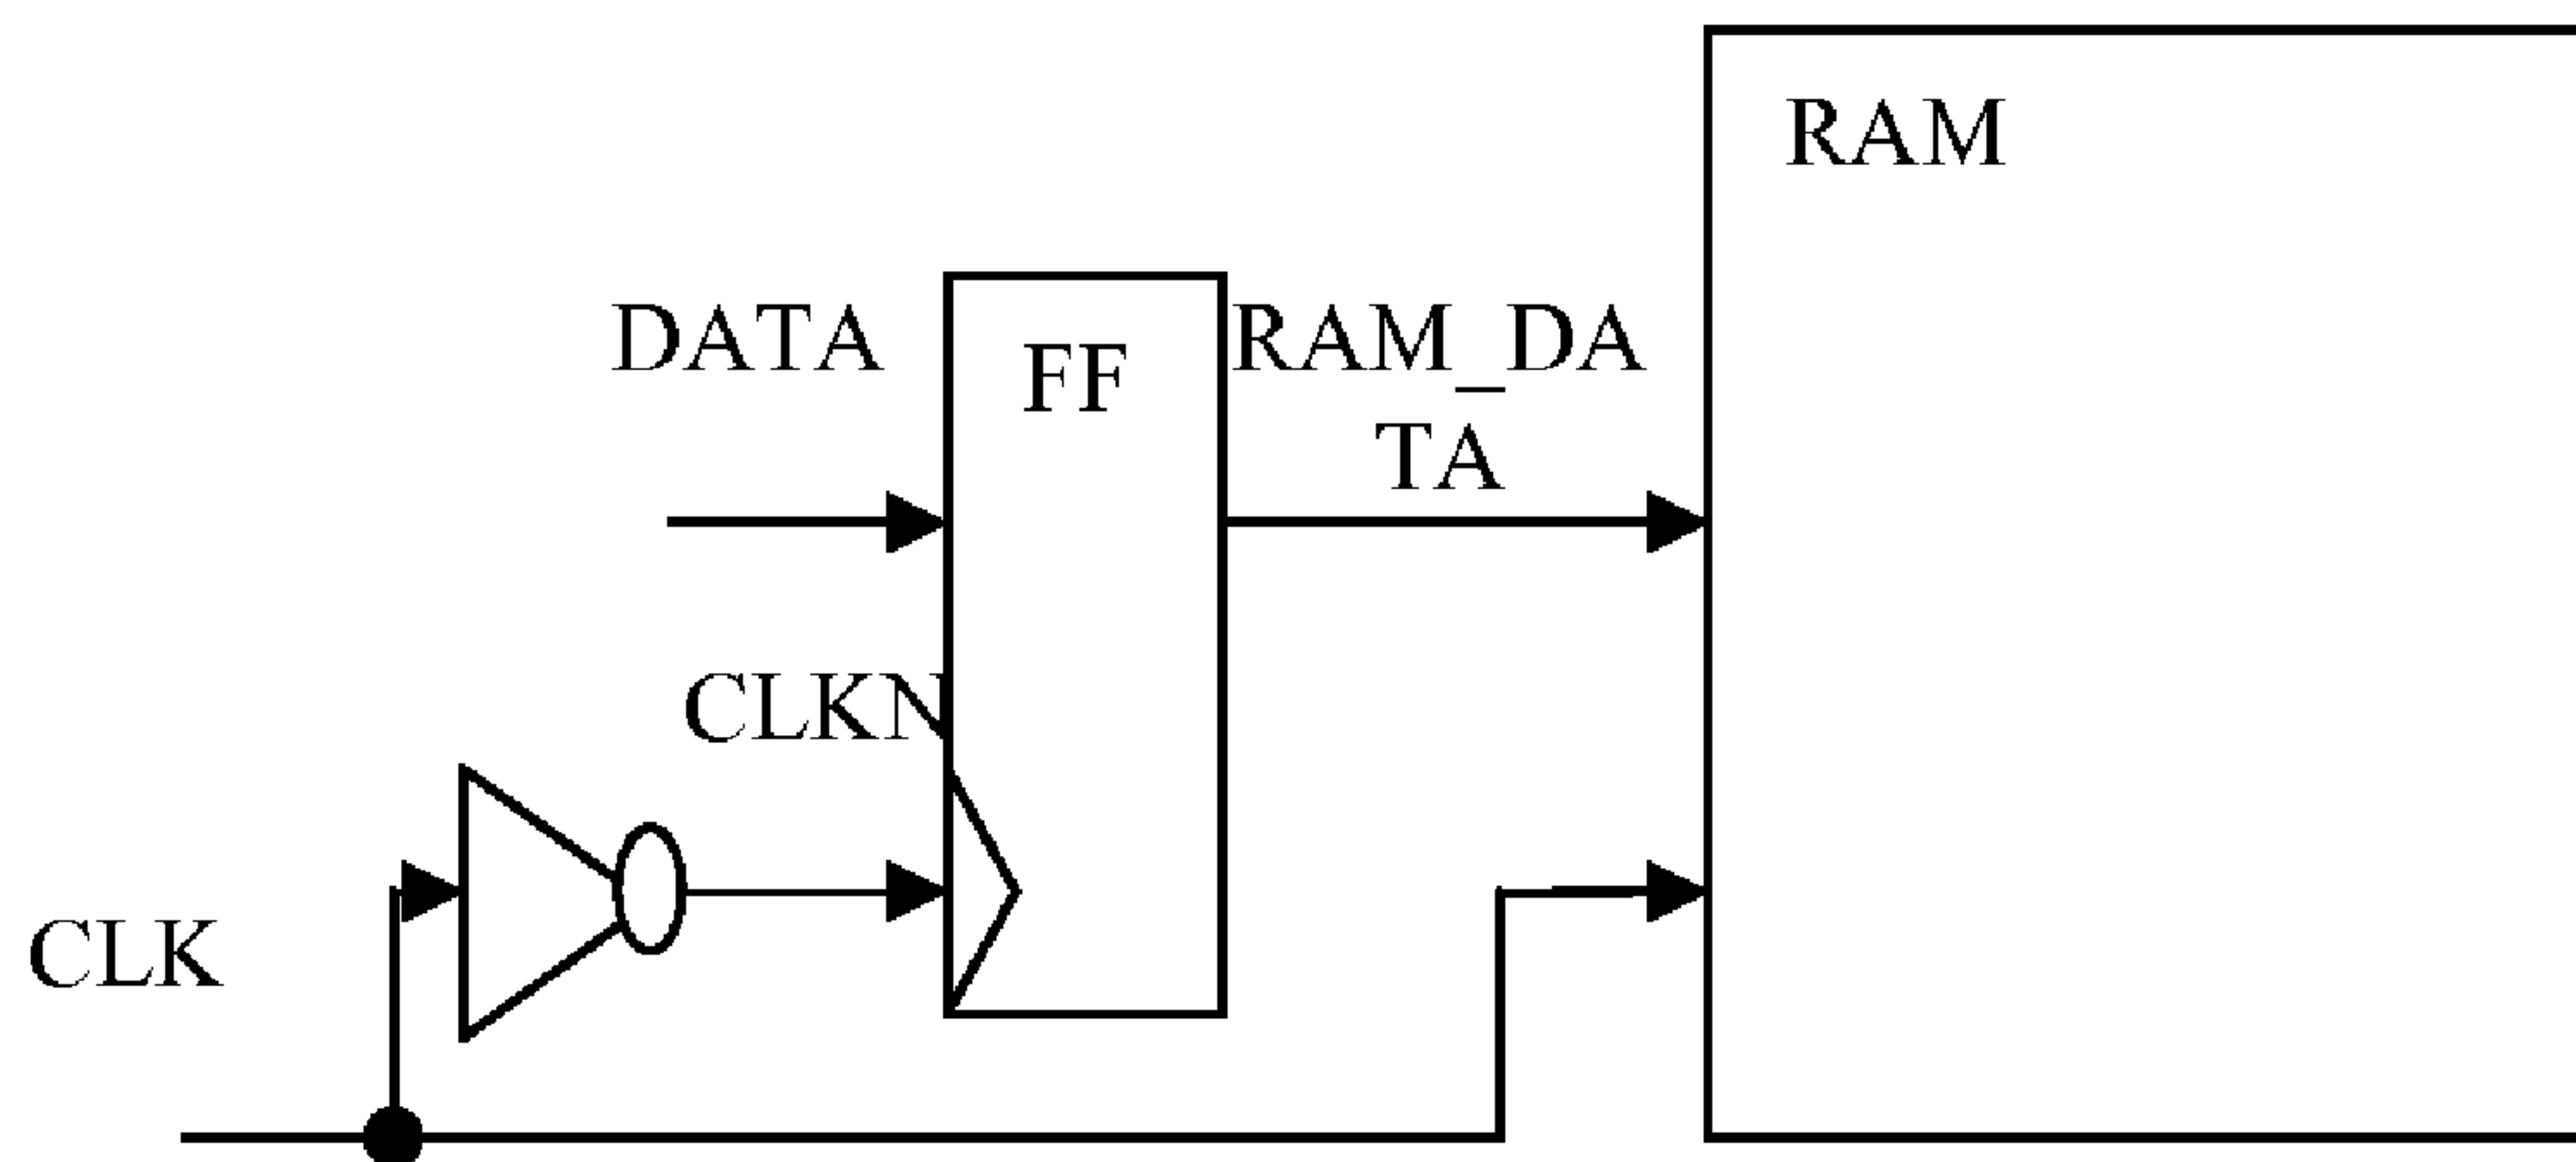 RAM
DATA
FF
RAM_DA
TA
CLKN
CLK